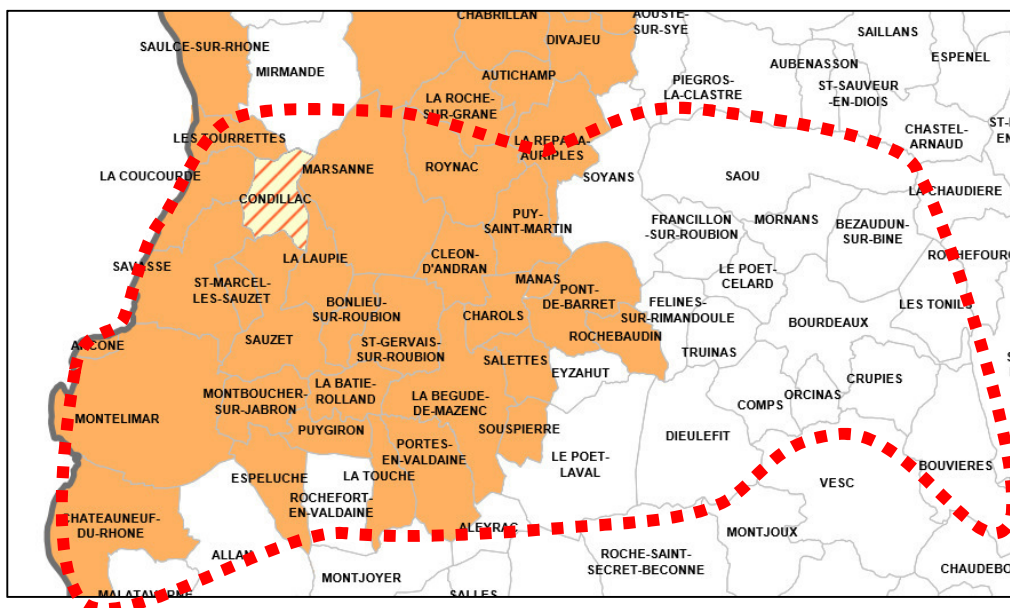 CHABRILLAN
AOUSTE-
SUR-SYE
SAILLANS
SAULCE-SUR-RHONE
DIVAJEU
ESPENEL
MIRMANDE
AUTICHAMP
AUBENASSON
PIEGROS-
LA-CLASTRE
ST-SAUVEUR
-EN-DIOIS
LA ROCHE-
SUR-GRANE
LES TOURRETTES
CHASTEL-
ARNAUD
AURIPLES
MARSANNE
ROYNAC
SOYANS
SAOU
LA COUCOURDE
CONDILLAC
LA CHAUDIERE
PUY-
SAINT-MARTIN
FRANCILLON
-SUR-ROUBION
MORNANS
BEZAUDUN-
SUR-BINE
LA LAUPIE
CLEON-
D'ANDRAN
SAVASSE
ST-MARCEL-
LES-SAUZET
MANAS
PONT-
DE-BARRET
LE POET-
CELARD
BONLIEU-
SUR-ROUBION
CHAROLS
FELINES-
SUR-RIMANDOULE
LES TONILS
BOURDEAUX
SAUZET
ST-GERVAIS-
SUR-ROUBION
ROCHEBAUDIN
TRUINAS
SALETTES
EYZAHUT
CRUPIES
MONTBOUCHER-
SUR-JABRON
LA BATIE-
ROLLAND
LA BEGUDE-
DE-MAZENC
ORCINAS
COMPS
MONTELIMAR
PUYGIRON
SOUSPIERRE
DIEULEFIT
PORTES-
EN-VALDAINE
LE POET-
LAVAL
BOUVIERES
ESPELUCHE
LA TOUCHE
VESC
ROCHEFORT-
EN-VALDAINE
CHATEAUNEUF-
DU-RHONE
ALEYRAC
MONTJOUX
ALLAN
ROCHE-SAINT-
SECRET-BECONNE
MONTJOYER
SALLES